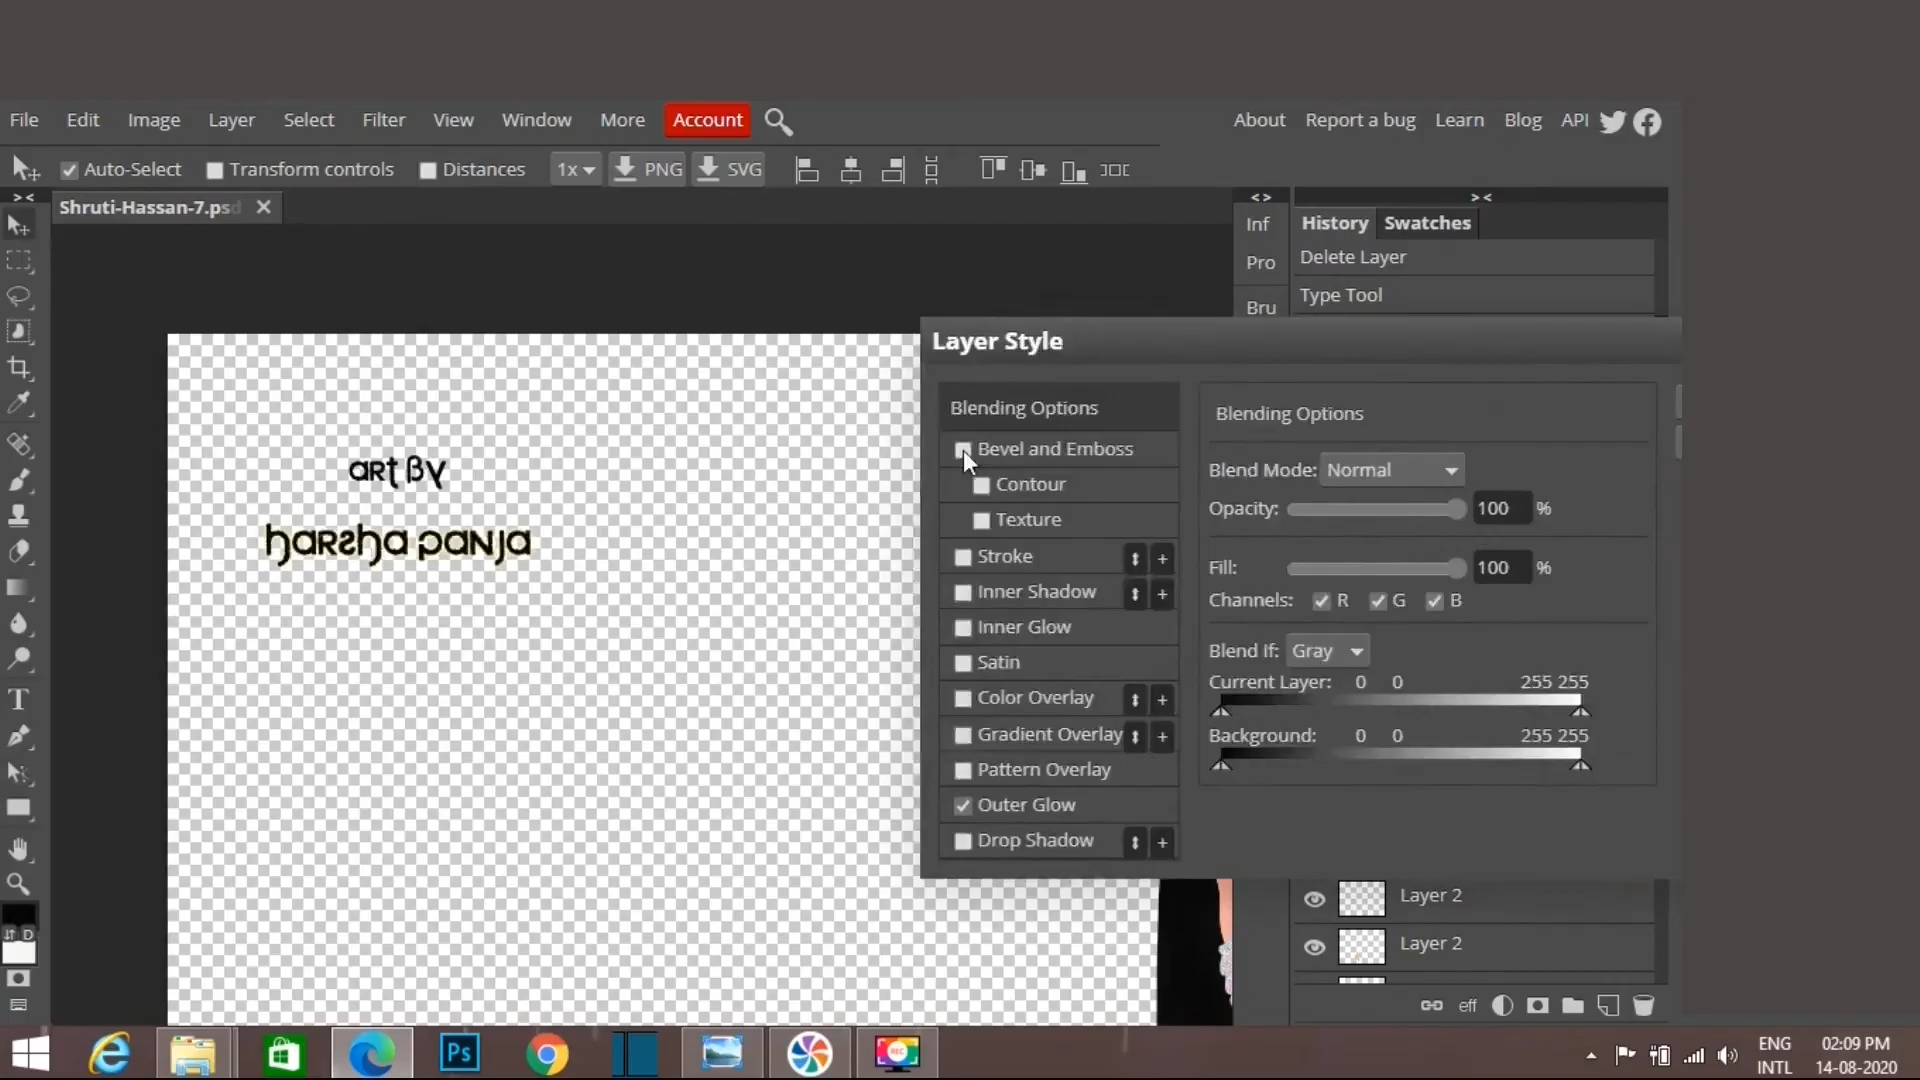 File Edit Image Layer Select Filter View Window More Account About Report a bug Learn Blog API
Auto-Select Transform controls Distances 1x PNG SVG
> <
Shruti-Hassan-7.psd
< >
> <
Inf
Pro
Bru
History Swatches
Delete Layer
Type Tool
Layer Style
Blending Options
Bevel and Emboss
Contour
Texture
Stroke
Inner Shadow
Inner Glow
Satin
Color Overlay
Gradient Overlay
Pattern Overlay
Outer Glow
Drop Shadow
Blending Options
Blend Mode: Normal
Opacity: 100 %
Fill: 100 %
Channels: R G B
Blend If: Gray
Current Layer: 0 0 255 255
Background: 0 0 255 255
art By
harsha panja
T
D
Layer 2
Layer 2
eff
Ps
REC
ENG
INTL
02:09 PM
14-08-2020